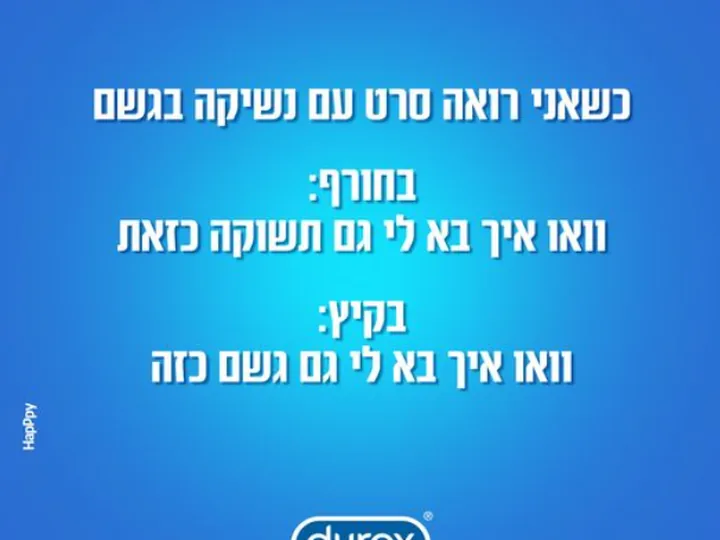 כשאני רואה סרט עם נשיקה בגשם
בחורף:
וואו איך בא לי גם תשוקה כזאת
בקיץ:
וואו איך בא לי גם גשם כזה
HapPpy
durex®